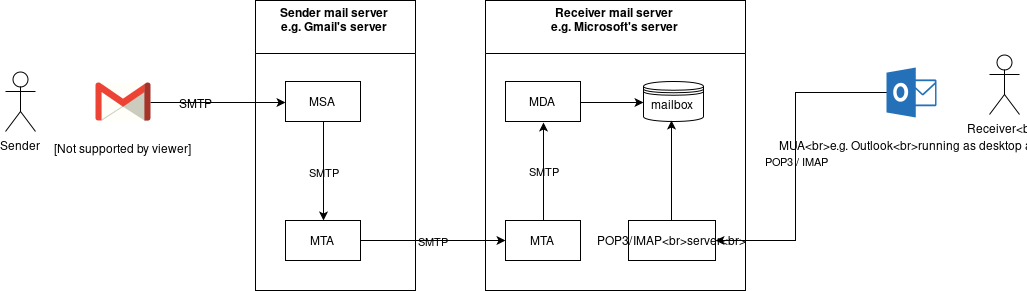 Sender mail server
e.g. Gmail's server
Receiver mail server
e.g. Microsoft's server
SMTP
MSA
MDA
mailbox
Sender
[Not supported by viewer]
Receiver<b
MUA<br>e.g. Outlook<br>running as desktop a
POP3 / IMAP
SMTP
SMTP
MTA
SMTP
MTA
POP3/IMAP<br>server<br>